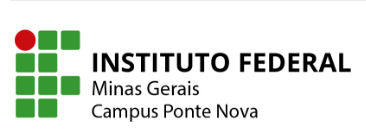 INSTITUTO FEDERAL
Minas Gerais
Campus Ponte Nova